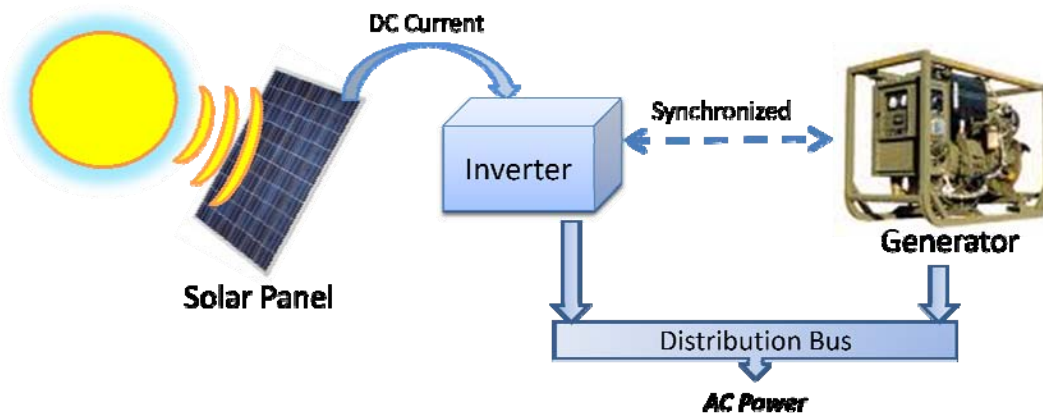 DC Current
Synchronized
Inverter
Generator
Solar Panel
Distribution Bus
AC Power